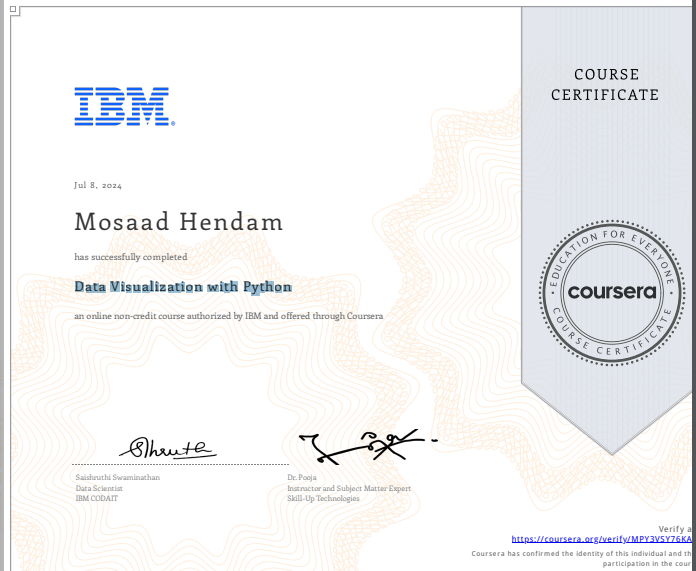 COURSE
CERTIFICATE
IBM®
Jul 8, 2024
Mosaad Hendam
has successfully completed
Data Visualization with Python
an online non-credit course authorized by IBM and offered through Coursera
EDUCATION FOR EVERYONE
coursera
COURSE CERTIFICATE
Saishruthi Swaminathan
Data Scientist
IBM CODAIT
Dr. Pooja
Instructor and Subject Matter Expert
Skill-Up Technologies
Verify a
https://coursera.org/verify/MPY3VSY76KA
Coursera has confirmed the identity of this individual and th
participation in the cour